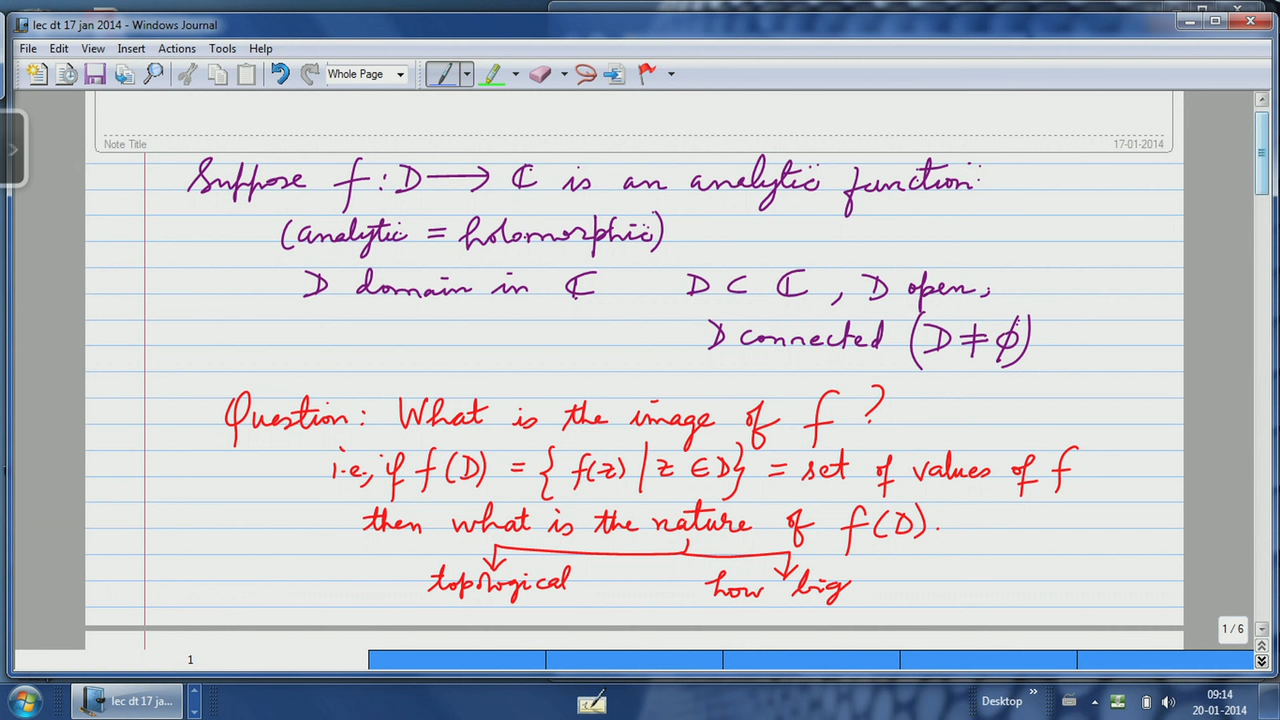 lec dt 17 jan 2014 - Windows Journal
File Edit View Insert Actions Tools Help
Whole Page
Note Title
17-01-2014
Suppose f : D ⟶ ℂ is an analytic function.
(analytic = holomorphic)
D domain in ℂ D ⊂ ℂ, D open,
D connected (D ≠ ϕ)
Question: What is the image of f ?
i.e., if f(D) = { f(z) | z ∈ D} = set of values of f
then what is the nature of f(D).
topological how big
1 / 6
1
lec dt 17 ja...
Desktop
09:14
20-01-2014